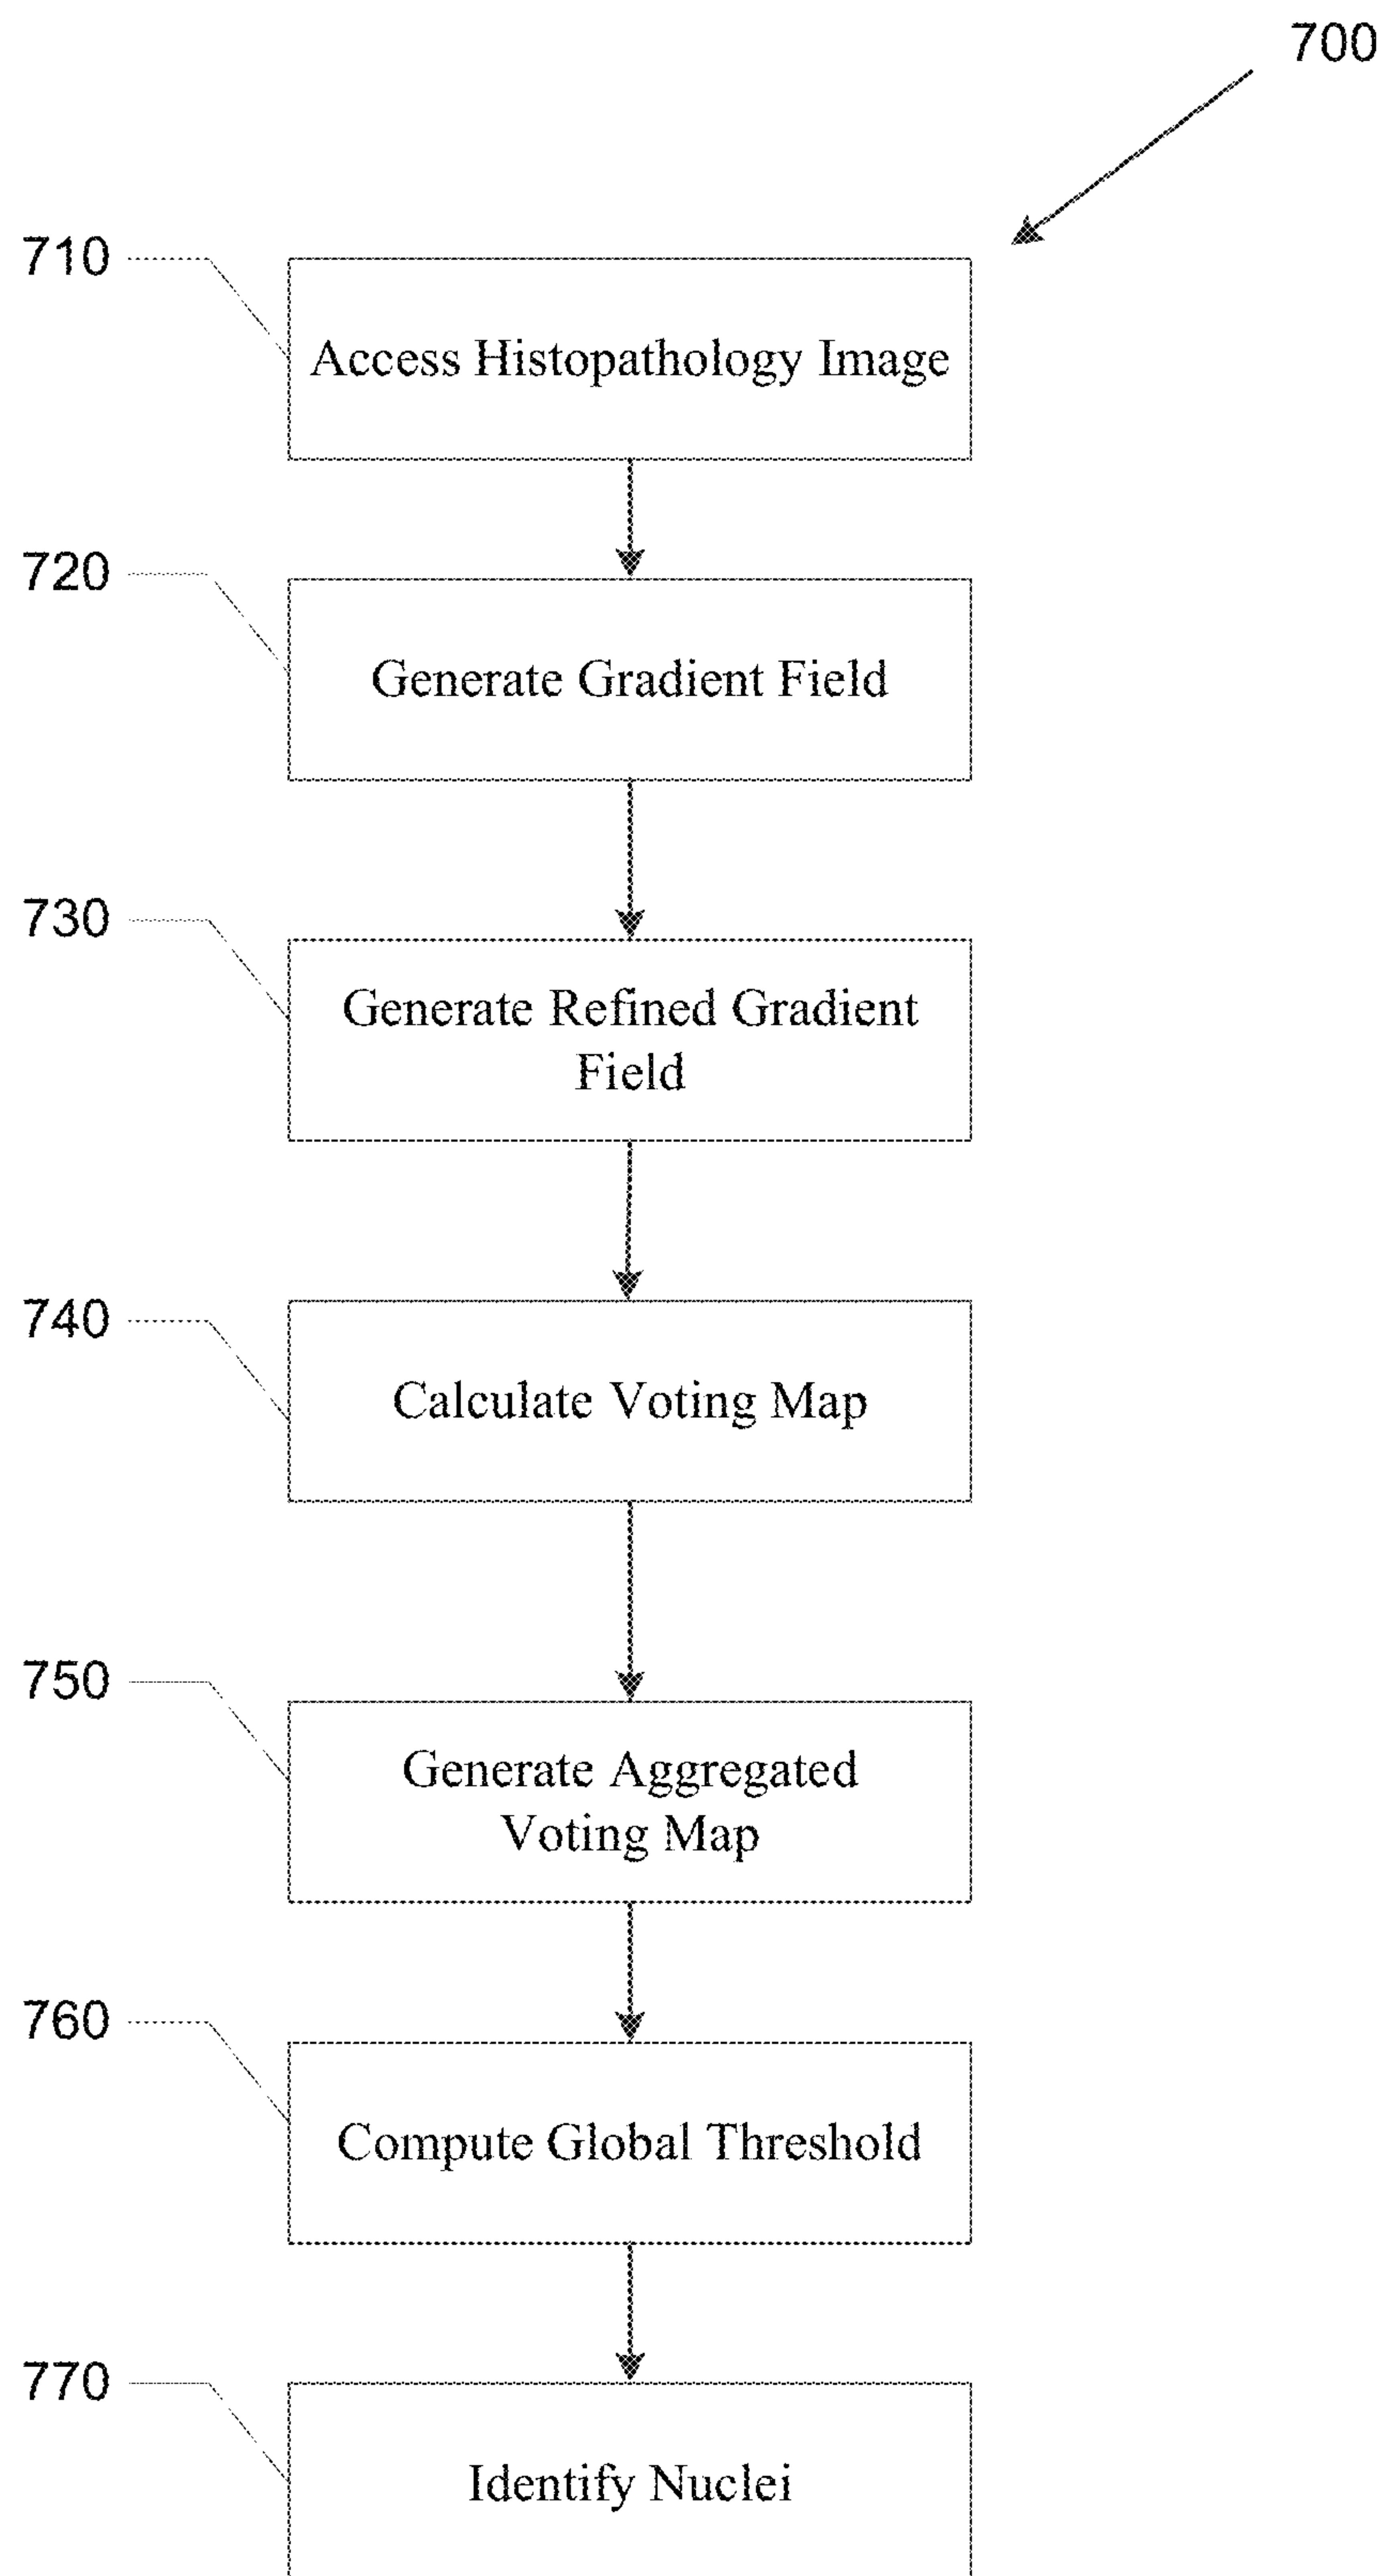 700
710
Access Histopathology Image
720
Generate Gradient Field
730
Generate Refined Gradient
Field
740
Calculate Voting Map
750
Generate Aggregated
Voting Map
760
Compute Global Threshold
770
Identify Nuclei